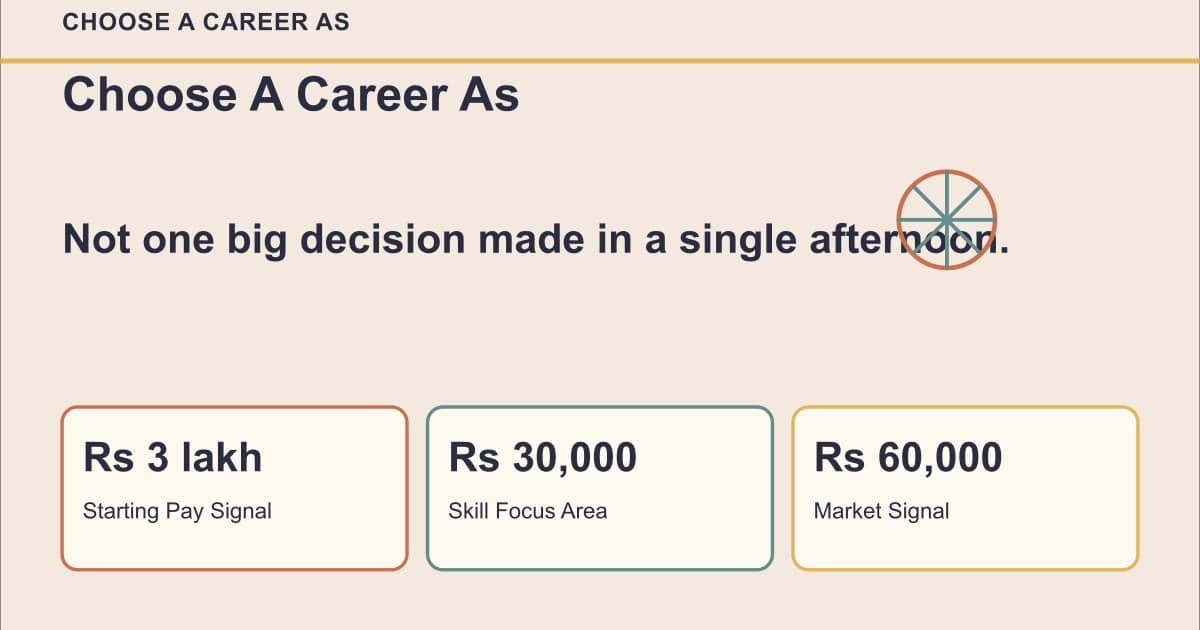 CHOOSE A CAREER AS
Choose A Career As
Not one big decision made in a single afternoon.
Rs 3 lakh
Starting Pay Signal
Rs 30,000
Skill Focus Area
Rs 60,000
Market Signal